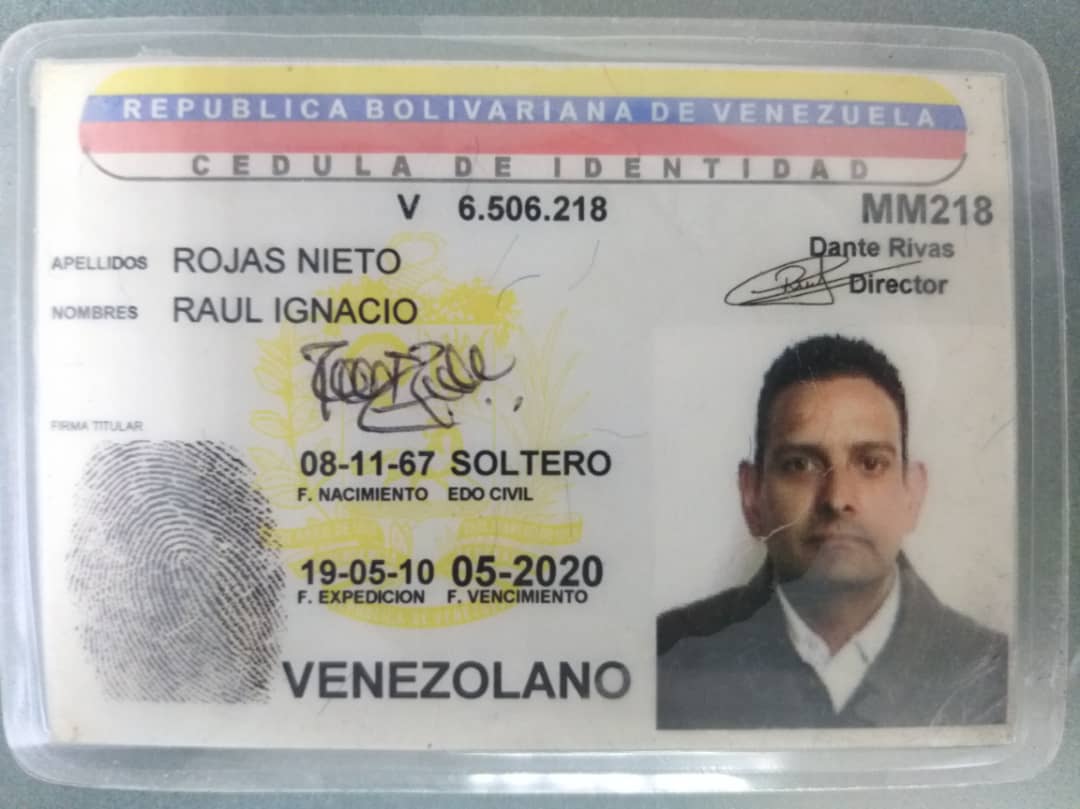 REPUBLICA BOLIVARIANA DE VENEZUELA
CEDULA DE IDENTIDAD
V 6.506.218
MM218
APELLIDOS ROJAS NIETO
Dante Rivas
Director
NOMBRES RAUL IGNACIO
FIRMA TITULAR
08-11-67 SOLTERO
F. NACIMIENTO EDO CIVIL
19-05-10 05-2020
F. EXPEDICION F. VENCIMIENTO
VENEZOLANO